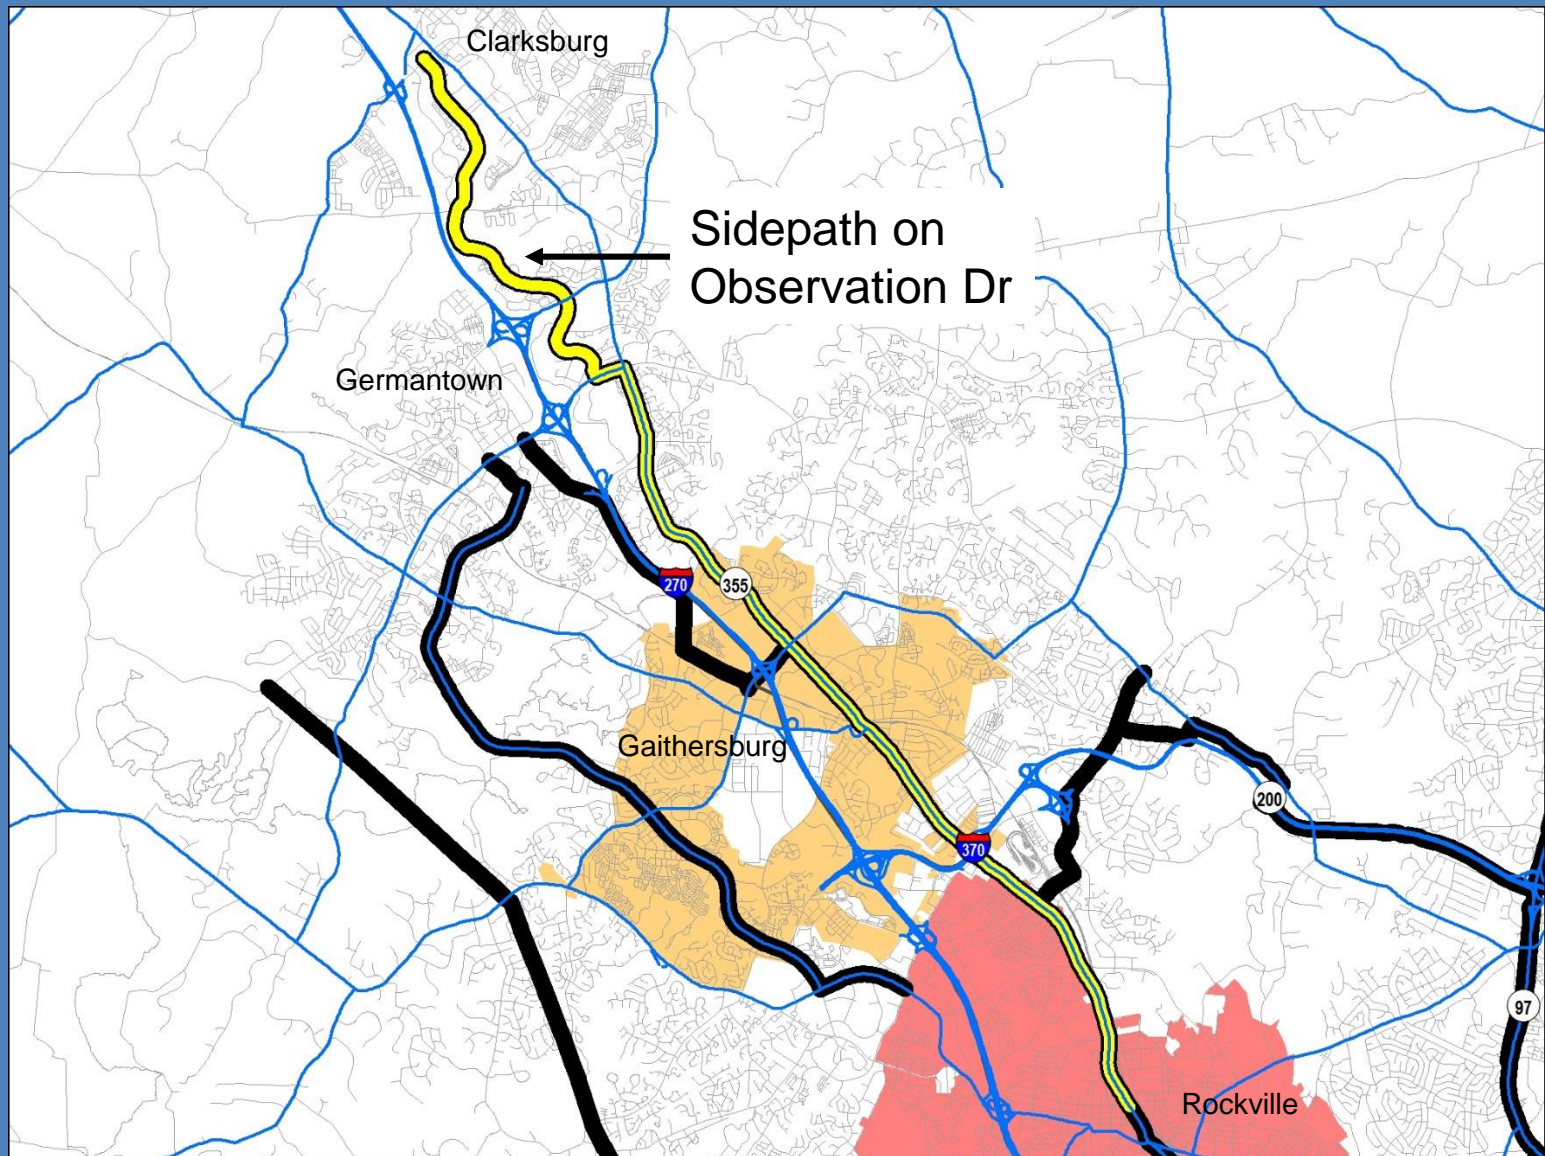 Clarksburg
Sidepath on
Observation Dr
Germantown
270
355
Gaithersburg
200
370
97
Rockville